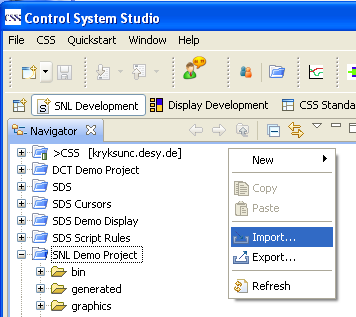 CSS Control System Studio
File CSS Quickstart Window Help
SNL Development Display Development CSS Standa
Navigator
>CSS [kryksunc.desy.de]
DCT Demo Project
SDS
SDS Cursors
SDS Demo Display
SDS Script Rules
SNL Demo Project
bin
generated
graphics
New
Copy
Paste
Import...
Export...
Refresh